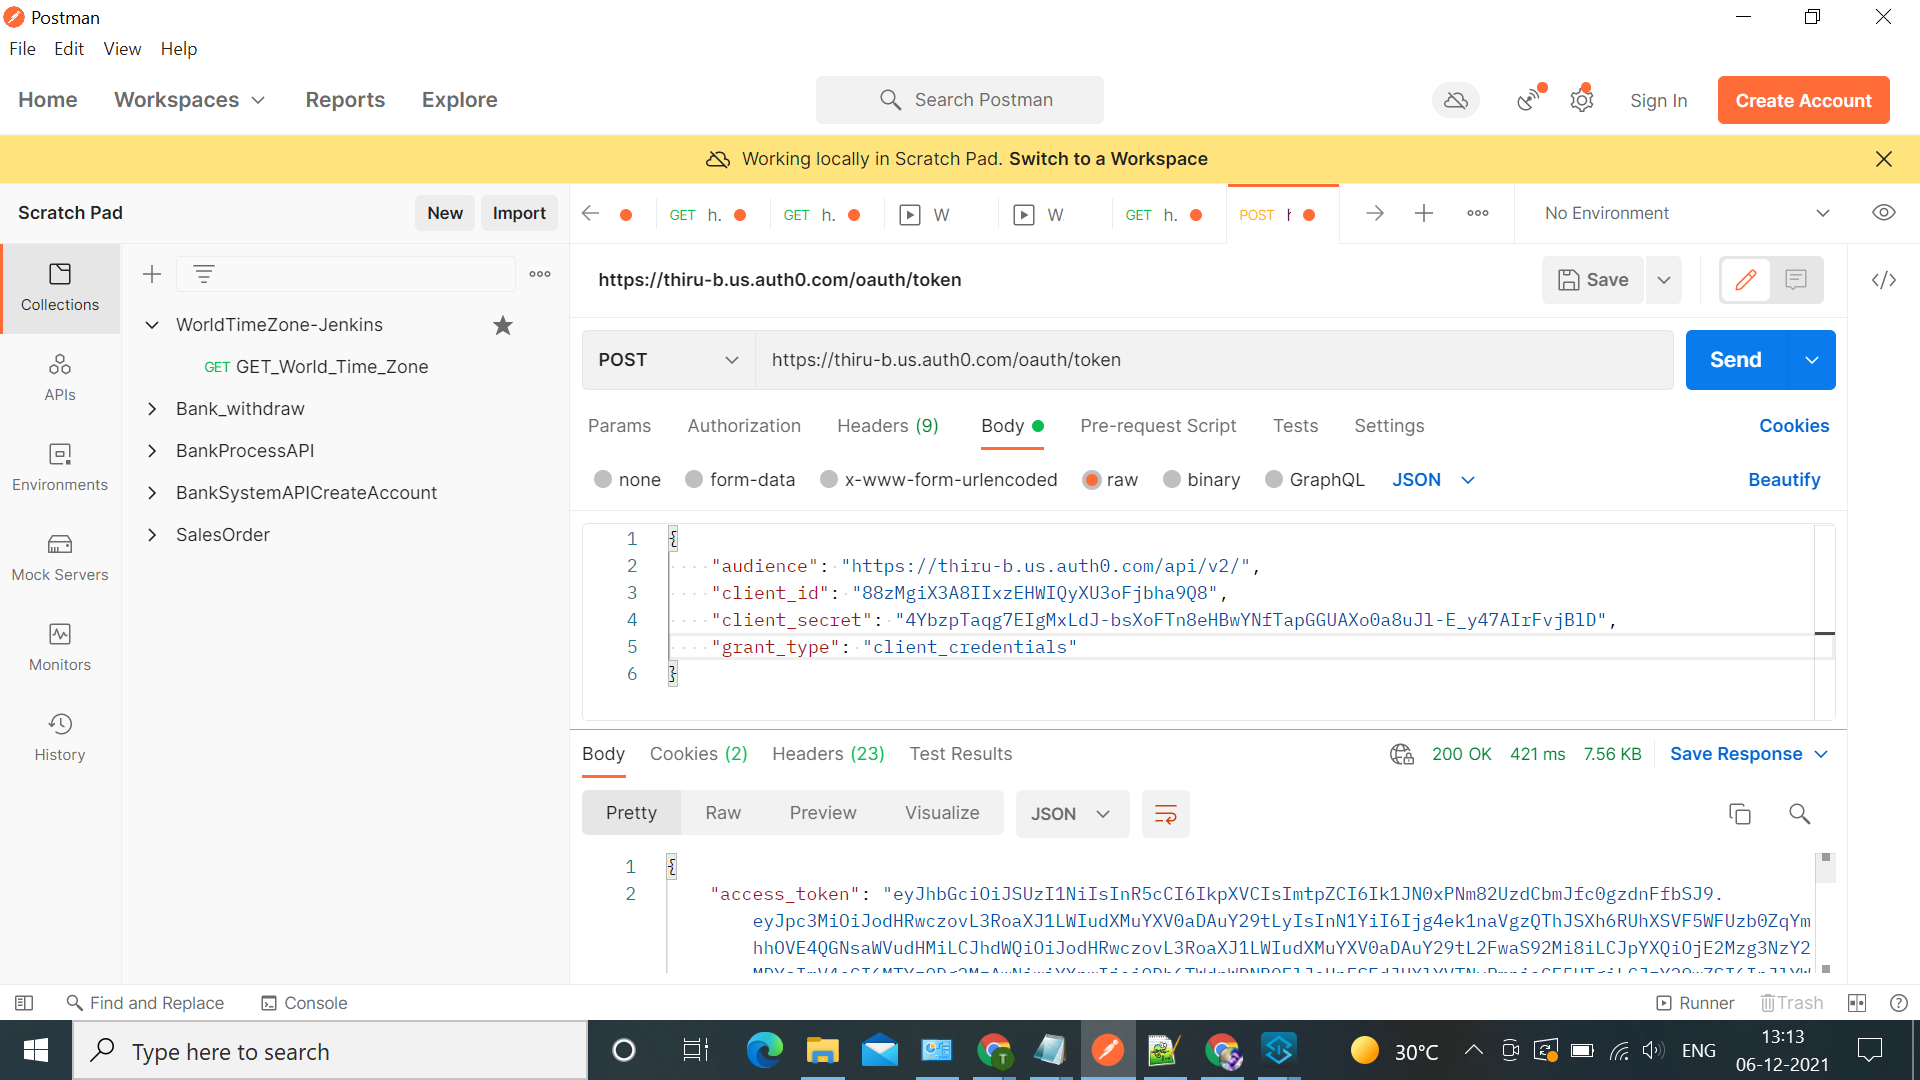 Postman
File Edit View Help
Home Workspaces Reports Explore
Search Postman
Sign In
Create Account
Working locally in Scratch Pad. Switch to a Workspace
Scratch Pad
New
Import
GET h.
GET h.
W
W
GET h.
POST h
No Environment
Collections
APIs
Environments
Mock Servers
Monitors
History
WorldTimeZone-Jenkins
GET GET_World_Time_Zone
Bank_withdraw
BankProcessAPI
BankSystemAPICreateAccount
SalesOrder
https://thiru-b.us.auth0.com/oauth/token
Save
POST
https://thiru-b.us.auth0.com/oauth/token
Send
Params Authorization Headers (9) Body Pre-request Script Tests Settings
Cookies
none form-data x-www-form-urlencoded raw binary GraphQL JSON
Beautify
1 {
2 "audience": "https://thiru-b.us.auth0.com/api/v2/",
3 "client_id": "88zMgiX3A8IIxzEHWIQyXU3oFjbha9Q8",
4 "client_secret": "4YbzpTaqg7EIgMxLdJ-bsXoFTn8eHBwYNfTapGGUAXo0a8uJl-E_y47AIrFvjBlD",
5 "grant_type": "client_credentials"
6 }
Body Cookies (2) Headers (23) Test Results
200 OK 421 ms 7.56 KB Save Response
Pretty Raw Preview Visualize JSON
1 {
2 "access_token": "eyJhbGciOiJSUzI1NiIsInR5cCI6IkpXVCIsImtpZCI6Ik1JN0xPNm82UzdCbmJfc0gzdnFfbSJ9.
eyJpc3MiOiJodHRwczovL3RoaXJ1LWIudXMuYXV0aDAuY29tLyIsInN1YiI6Ijg4ek1naVgzQThJSXh6RUhXSVF5WFUzb0ZqYm
hhOVE4QGNsaWVudHMiLCJhdWQiOiJodHRwczovL3RoaXJ1LWIudXMuYXV0aDAuY29tL2FwaS92Mi8iLCJpYXQiOjE2Mzg3NzY2
Find and Replace
Console
Runner
Trash
Type here to search
30°C
ENG
13:13
06-12-2021